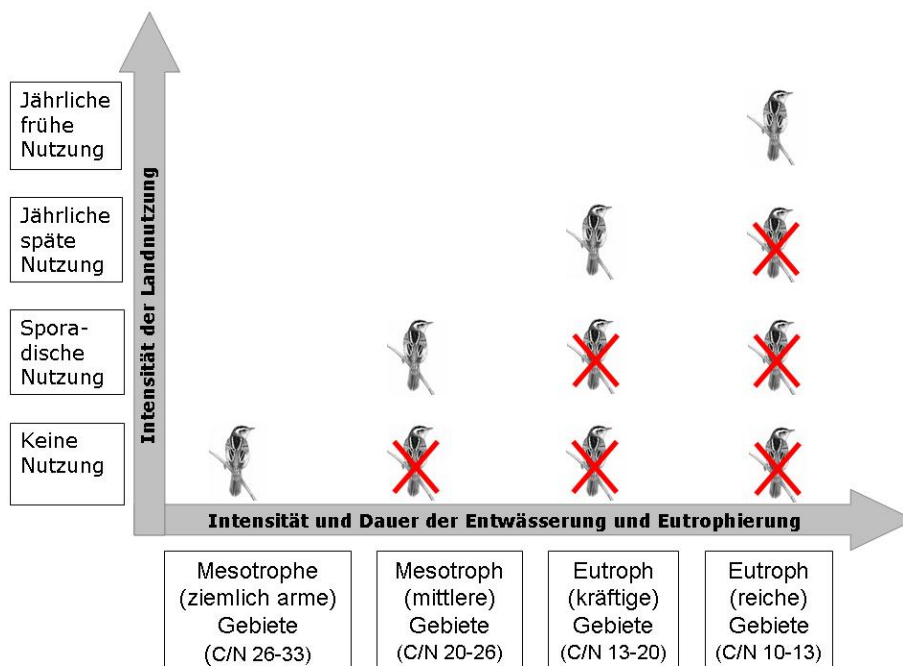 Jährliche
frühe
Nutzung
Jährliche
späte
Nutzung
Spora-
dische
Nutzung
Keine
Nutzung
Intensität der Landnutzung
Intensität und Dauer der Entwässerung und Eutrophierung
Mesotrophe
(ziemlich arme)
Gebiete
(C/N 26-33)
Mesotroph
(mittlere)
Gebiete
(C/N 20-26)
Eutroph
(kräftige)
Gebiete
(C/N 13-20)
Eutroph
(reiche)
Gebiete
(C/N 10-13)